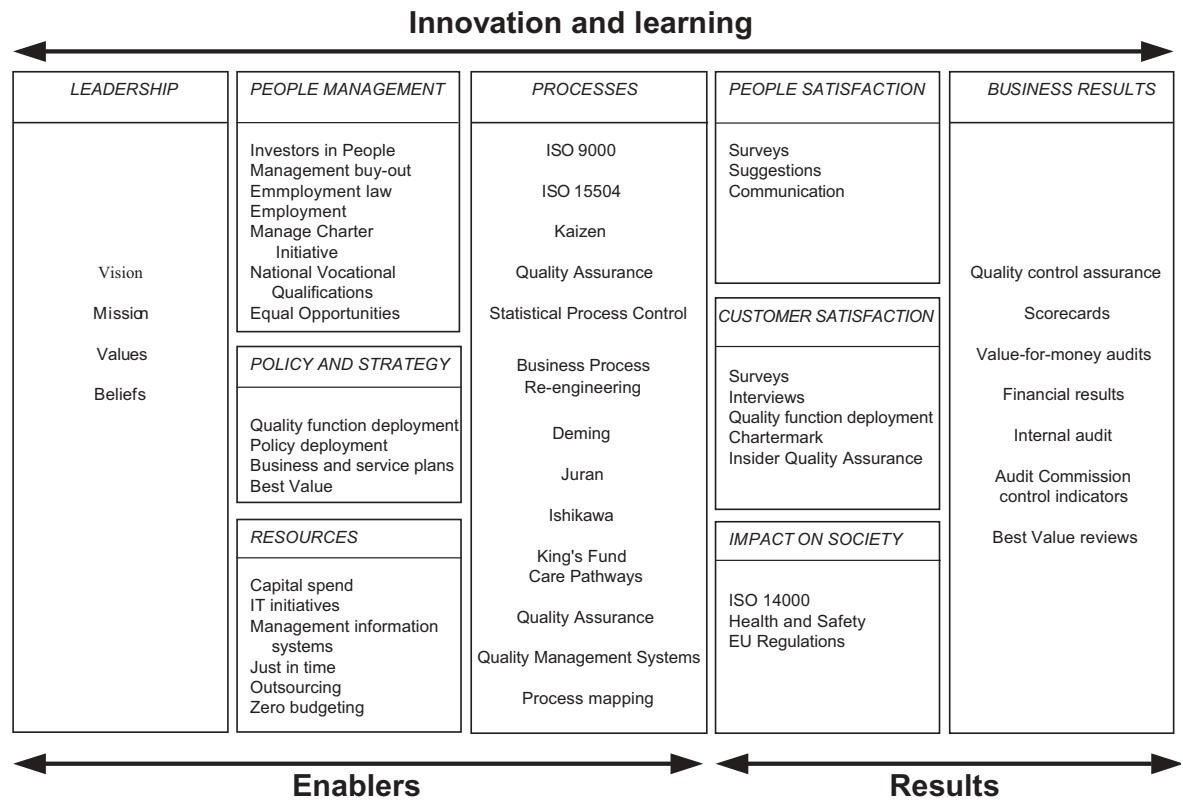 Innovation and learning
LEADERSHIP
Vision
Mission
Values
Beliefs
PEOPLE MANAGEMENT
Investors in People
Management buy-out
Emmployment law
Employment
Manage Charter
Initiative
National Vocational
Qualifications
Equal Opportunities
POLICY AND STRATEGY
Quality function deployment
Policy deployment
Business and service plans
Best Value
RESOURCES
Capital spend
IT initiatives
Management information
systems
Just in time
Outsourcing
Zero budgeting
PROCESSES
ISO 9000
ISO 15504
Kaizen
Quality Assurance
Statistical Process Control
Business Process
Re-engineering
Deming
Juran
Ishikawa
King's Fund
Care Pathways
Quality Assurance
Quality Management Systems
Process mapping
PEOPLE SATISFACTION
Surveys
Suggestions
Communication
CUSTOMER SATISFACTION
Surveys
Interviews
Quality function deployment
Chartermark
Insider Quality Assurance
IMPACT ON SOCIETY
ISO 14000
Health and Safety
EU Regulations
BUSINESS RESULTS
Quality control assurance
Scorecards
Value-for-money audits
Financial results
Internal audit
Audit Commission
control indicators
Best Value reviews
Enablers
Results